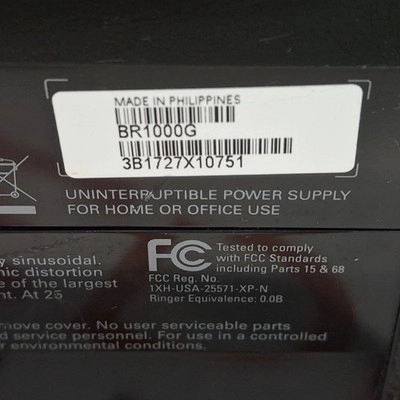 MADE IN PHILIPPINES
BR1000G
3B1727X10751
UNINTERRUPTIBLE POWER SUPPLY
FOR HOME OR OFFICE USE
sinusoidal.
distortion
e of the largest
nt. At 25
FC
Tested to comply
with FCC Standards
including Parts 15 & 68
FCC Reg. No.
1XH-USA-25571-XP-N
Ringer Equivalence: 0.0B
move cover. No user serviceable parts
d service personnel. For use in a controlled
r environmental conditions.